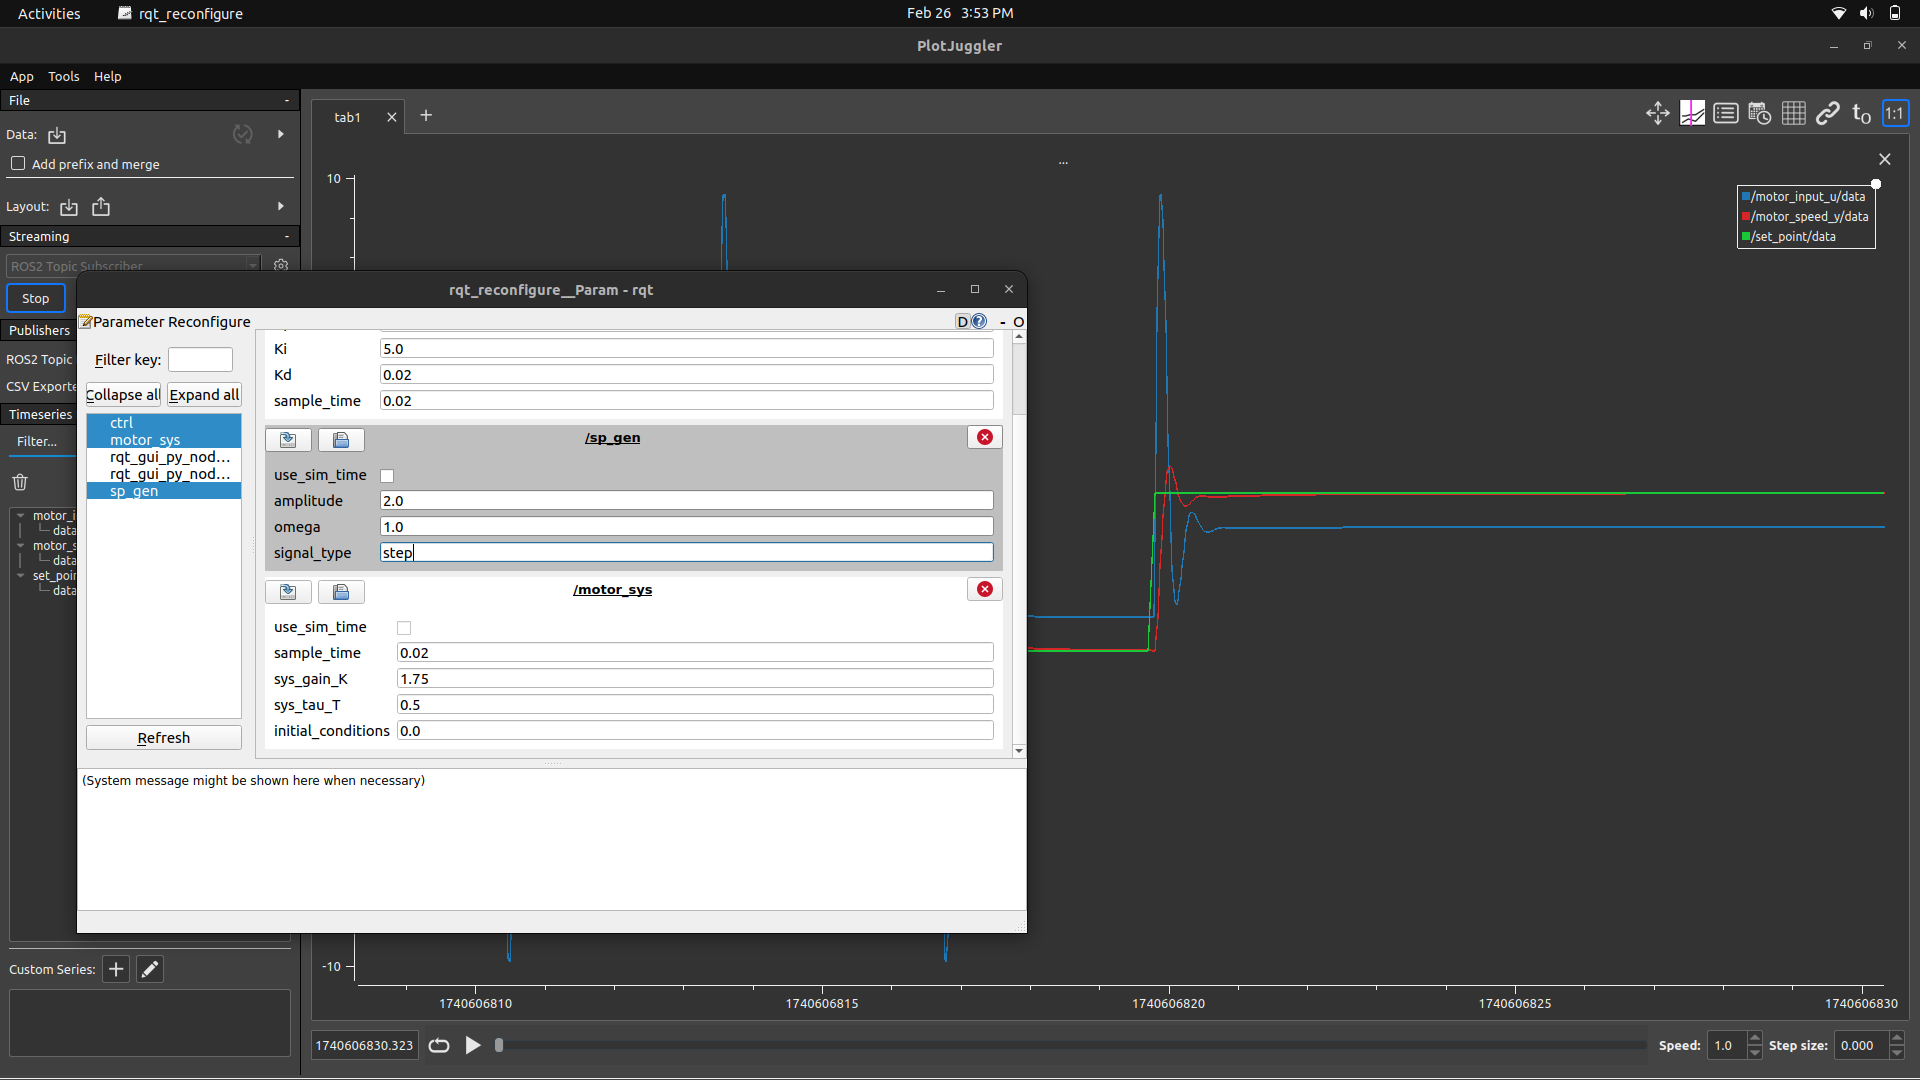 Activities rqt_reconfigure Feb 26 3:53 PM
PlotJuggler
App Tools Help
File -
Data:
Add prefix and merge
Layout:
Streaming -
ROS2 Topic Subscriber
Stop
Publishers
ROS2 Topic
CSV Exporte
Timeseries
Filter...
motor_i
data
motor_s
data
set_poin
data
Custom Series:
tab1
...
t0
1:1
/motor_input_u/data
/motor_speed_y/data
/set_point/data
10
-10
1740606810 1740606815 1740606820 1740606825 1740606830
1740606830.323
Speed: 1.0 Step size: 0.000
rqt_reconfigure__Param - rqt
Parameter Reconfigure D - O
Filter key:
Collapse all Expand all
ctrl
motor_sys
rqt_gui_py_nod...
rqt_gui_py_nod...
sp_gen
Refresh
Ki 5.0
Kd 0.02
sample_time 0.02
/sp_gen
use_sim_time
amplitude 2.0
omega 1.0
signal_type step
/motor_sys
use_sim_time
sample_time 0.02
sys_gain_K 1.75
sys_tau_T 0.5
initial_conditions 0.0
(System message might be shown here when necessary)